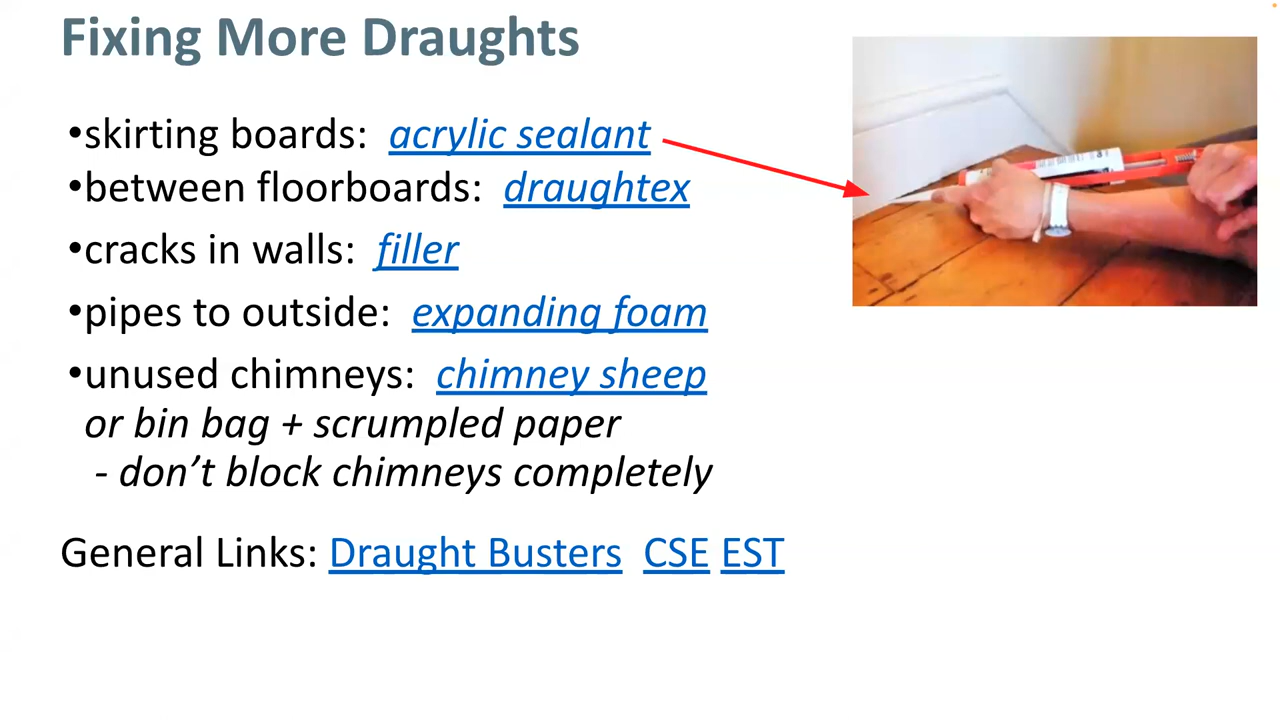 Fixing More Draughts
•skirting boards: acrylic sealant
•between floorboards: draughtex
•cracks in walls: filler
•pipes to outside: expanding foam
•unused chimneys: chimney sheep
or bin bag + scrumpled paper
- don’t block chimneys completely
General Links: Draught Busters CSE EST